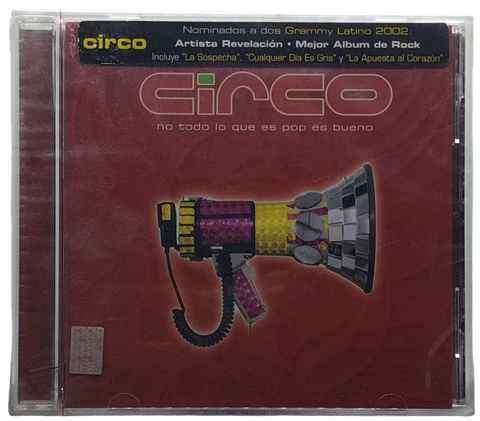 circo
Nominados a dos Grammy Latino 2002:
Artista Revelación • Mejor Album de Rock
Incluye "La Sospecha", "Cualquier Día Es Gris" y "La Apuesta al Corazón"
circo
no todo lo que es pop es bueno